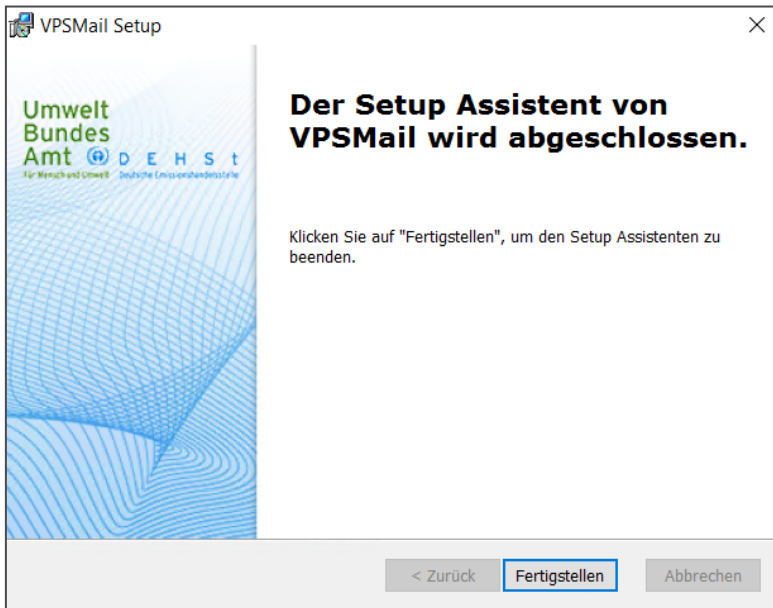 VPSMail Setup
Umwelt
Bundes
Amt DEHSt
Für Mensch und Umwelt Deutsche Emissionshandelsstelle
Der Setup Assistent von
VPSMail wird abgeschlossen.
Klicken Sie auf "Fertigstellen", um den Setup Assistenten zu
beenden.
< Zurück Fertigstellen Abbrechen